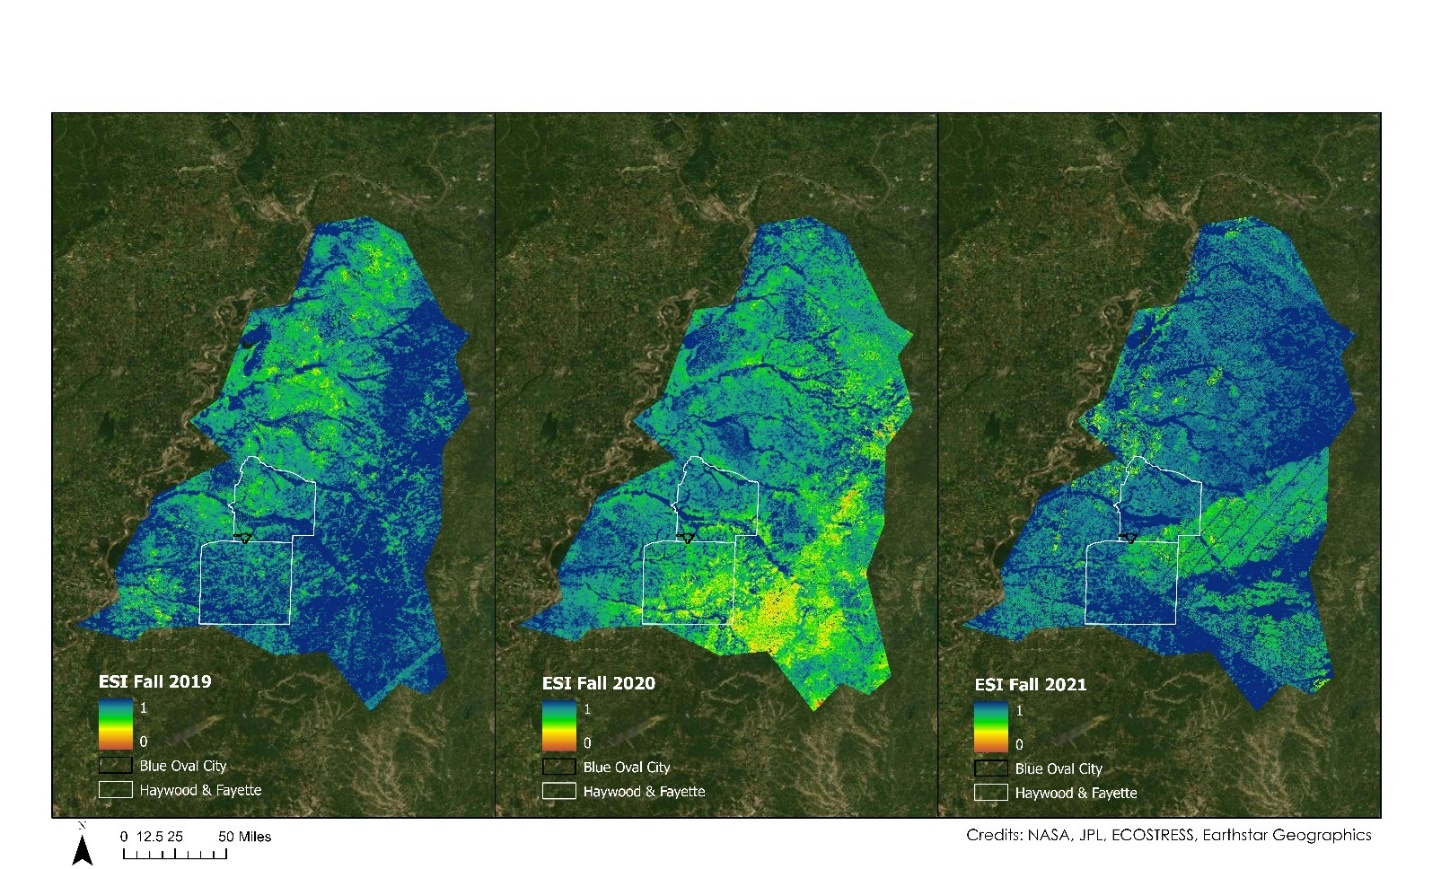 ESI Fall 2019
1
0
Blue Oval City
Haywood & Fayette
ESI Fall 2020
1
0
Blue Oval City
Haywood & Fayette
ESI Fall 2021
1
0
Blue Oval City
Haywood & Fayette
N
0 12.5 25 50 Miles
Credits: NASA, JPL, ECOSTRESS, Earthstar Geographics